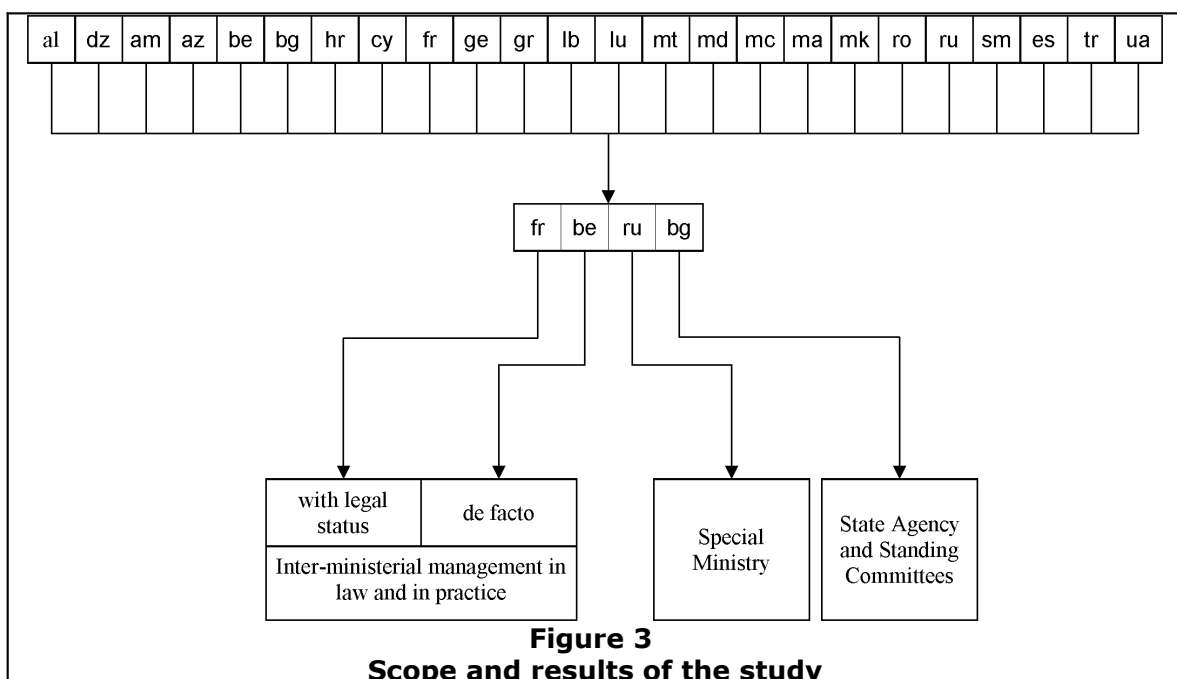 al dz am az be bg hr cy fr ge gr lb lu mt md mc ma mk ro ru sm es tr ua
fr be ru bg
with legal
status
de facto
Inter-ministerial management in
law and in practice
Special
Ministry
State Agency
and Standing
Committees
Figure 3
Scope and results of the study